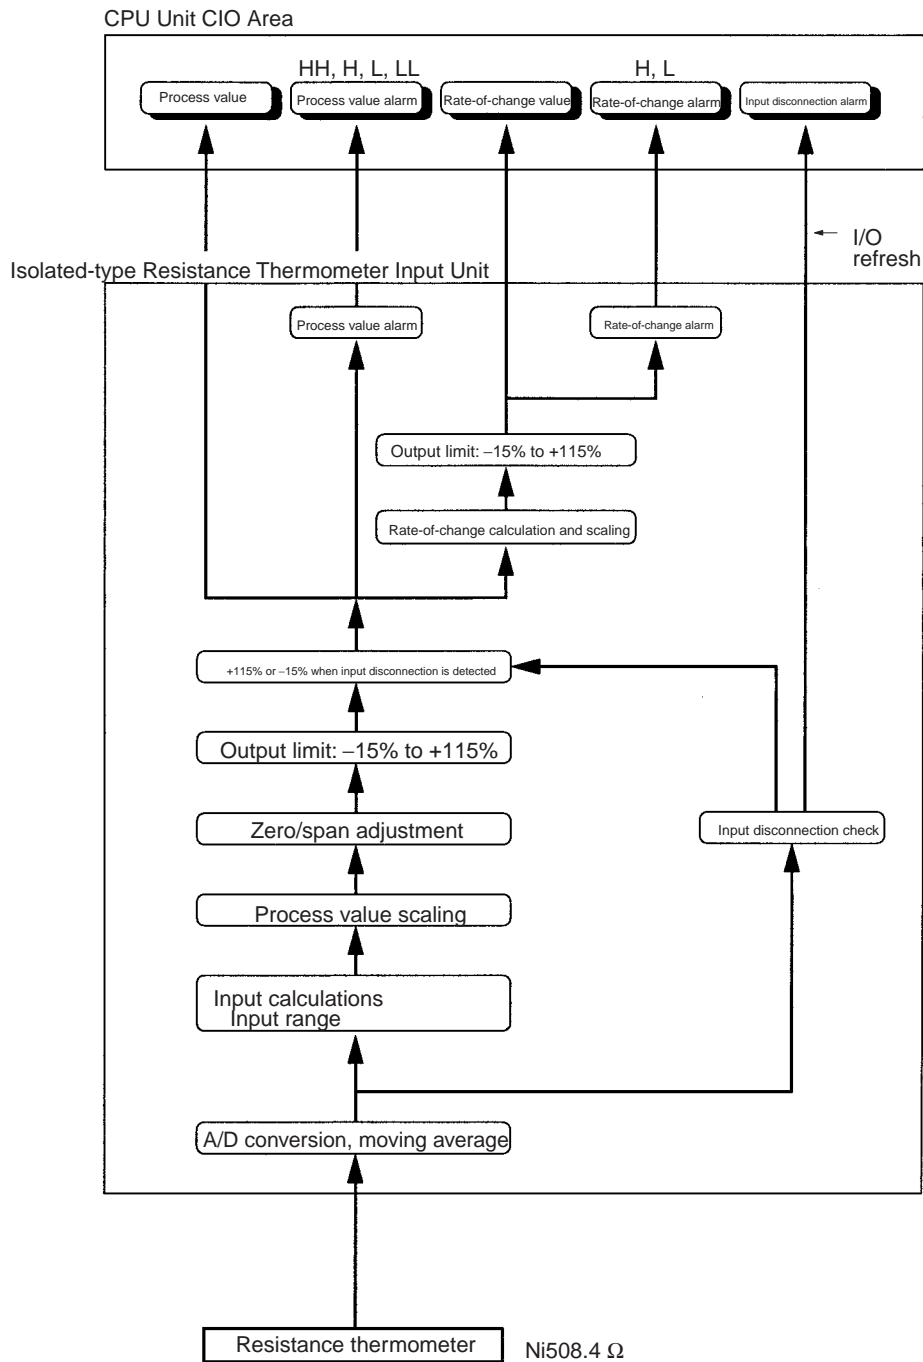 CPU Unit CIO Area
HH, H, L, LL
H, L
Process value
Process value alarm
Rate-of-change value
Rate-of-change alarm
Input disconnection alarm
I/O
refresh
Isolated-type Resistance Thermometer Input Unit
Process value alarm
Rate-of-change alarm
Output limit: –15% to +115%
Rate-of-change calculation and scaling
+115% or –15% when input disconnection is detected
Output limit: –15% to +115%
Zero/span adjustment
Input disconnection check
Process value scaling
Input calculations
Input range
A/D conversion, moving average
Resistance thermometer
Ni508.4 Ω